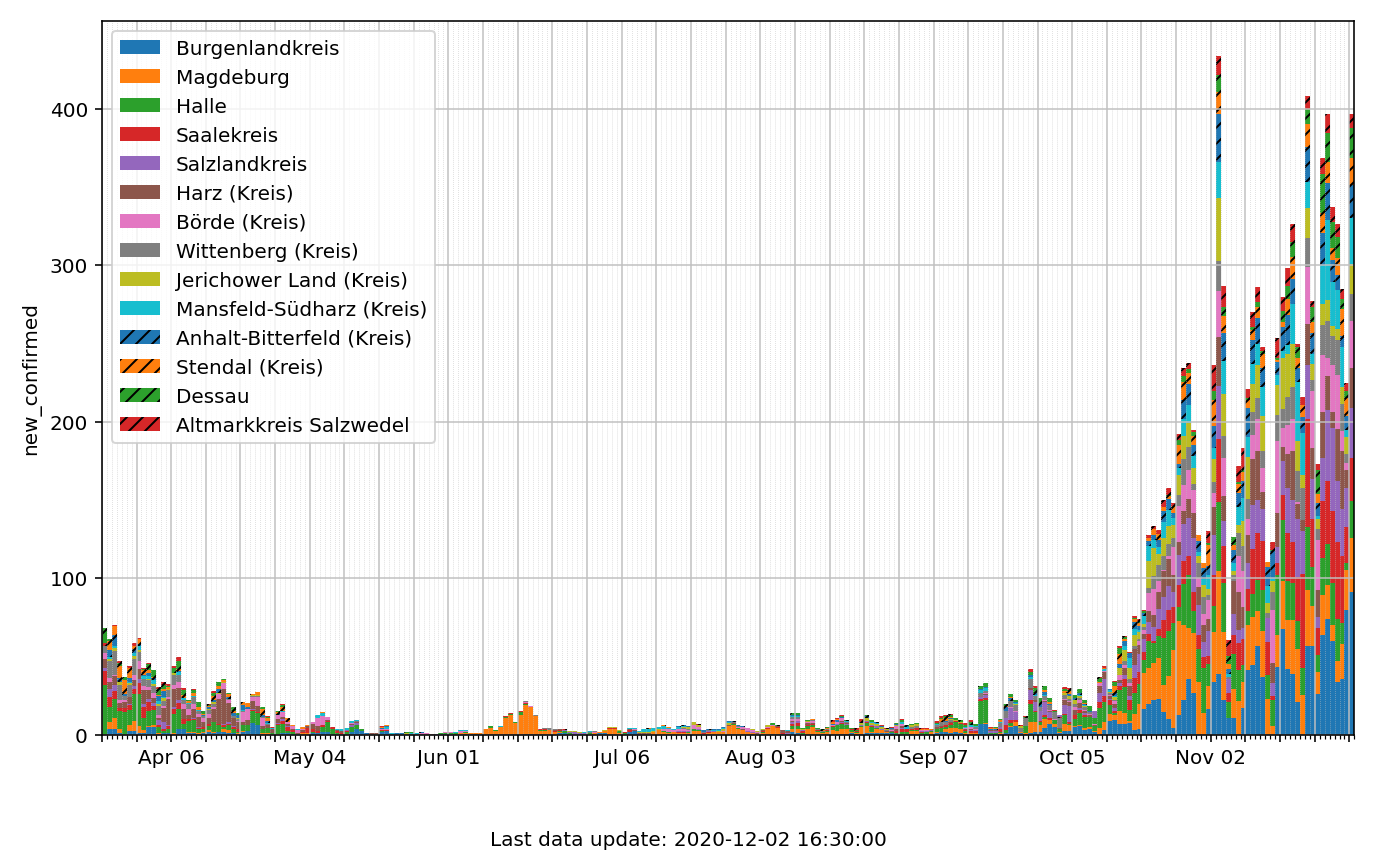 new_confirmed
400
300
200
100
0
Burgenlandkreis
Magdeburg
Halle
Saalekreis
Salzlandkreis
Harz (Kreis)
Börde (Kreis)
Wittenberg (Kreis)
Jerichower Land (Kreis)
Mansfeld-Südharz (Kreis)
Anhalt-Bitterfeld (Kreis)
Stendal (Kreis)
Dessau
Altmarkkreis Salzwedel
Apr 06 May 04 Jun 01 Jul 06 Aug 03 Sep 07 Oct 05 Nov 02
Last data update: 2020-12-02 16:30:00